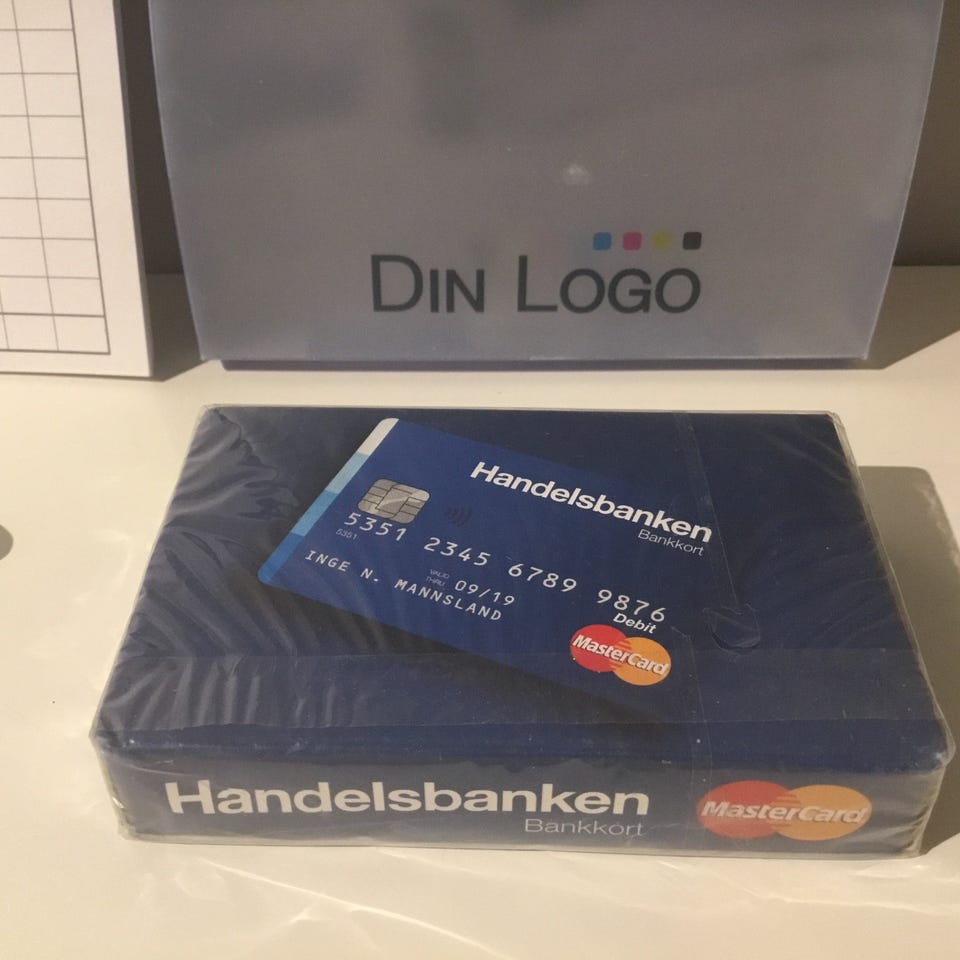 DIN LOGO
Handelsbanken
Bankkort
5351 2345 6789 9876
5351
VALID THRU 09/19
INGE N. MANNSLAND
Debit
MasterCard
Handelsbanken
Bankkort
MasterCard